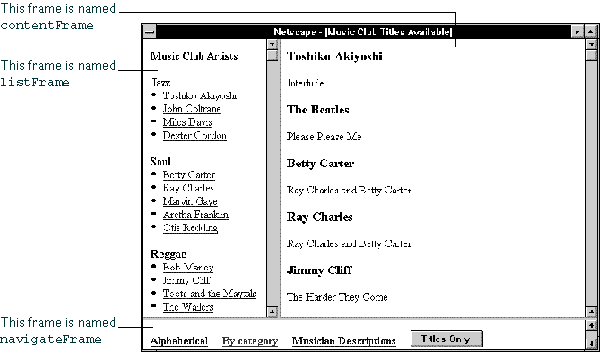 This frame is named
contentFrame
This frame is named
listFrame
This frame is named
navigateFrame
Netscape - [Music Club Titles Available]
Music Club Artists
Jazz
Toshiko Akiyoshi
John Coltrane
Miles Davis
Dexter Gordon
Soul
Betty Carter
Ray Charles
Marvin Gaye
Aretha Franklin
Otis Redding
Reggae
Bob Marley
Jimmy Cliff
Toots and the Maytals
The Wailers
Toshiko Akiyoshi
Interlude
The Beatles
Please Please Me
Betty Carter
Ray Charles and Betty Carter
Ray Charles
Ray Charles and Betty Carter
Jimmy Cliff
The Harder They Come
Alphabetical By category Musician Descriptions Titles Only